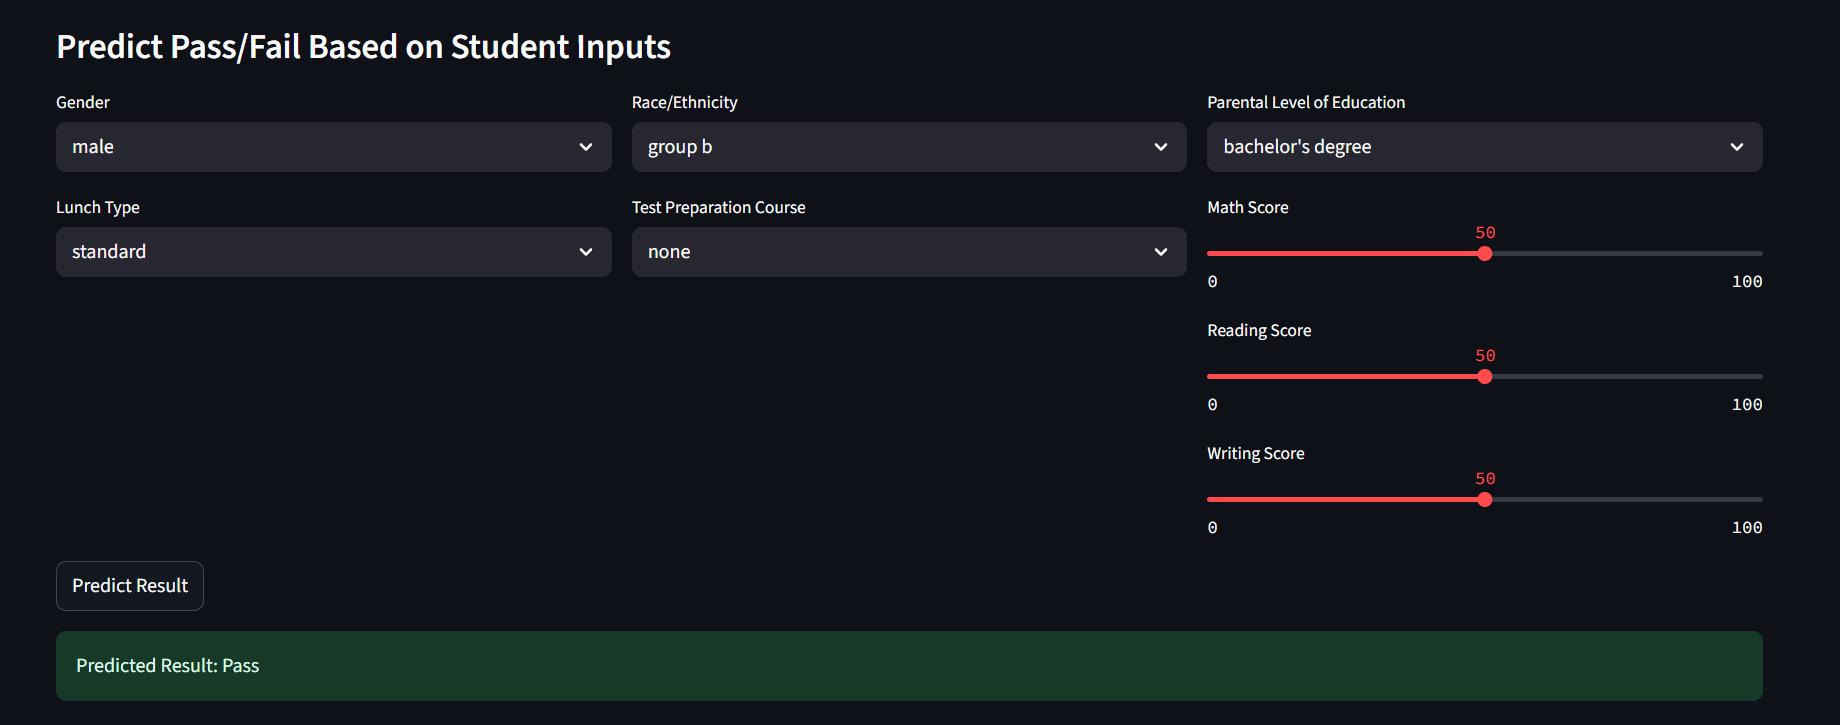 Predict Pass/Fail Based on Student Inputs
Gender
male
Race/Ethnicity
group b
Parental Level of Education
bachelor's degree
Lunch Type
standard
Test Preparation Course
none
Math Score
50
0 100
Reading Score
50
0 100
Writing Score
50
0 100
Predict Result
Predicted Result: Pass